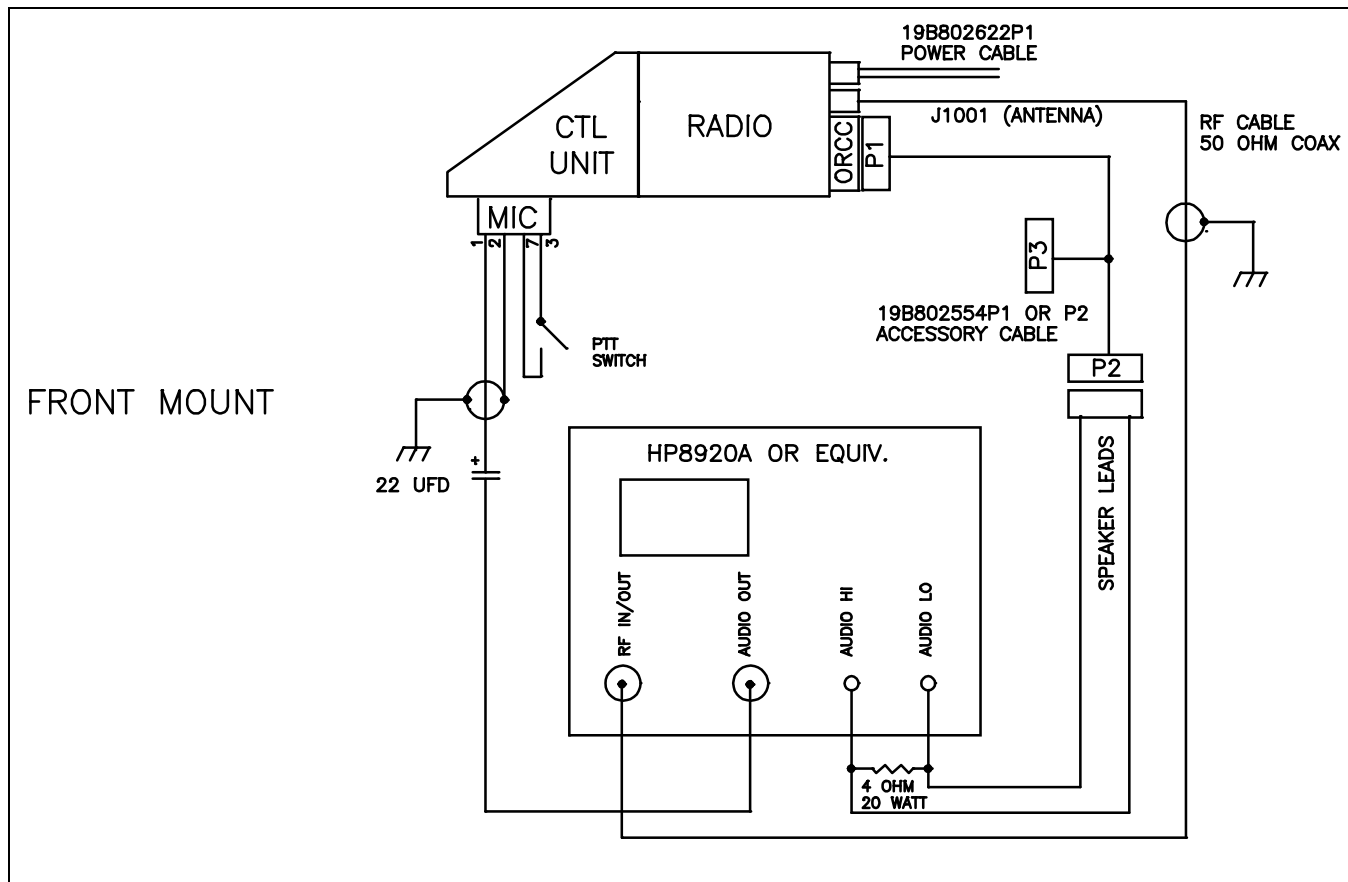 19B802622P1
POWER CABLE
CTL
UNIT
RADIO
J1001 (ANTENNA)
ORCC
P1
RF CABLE
50 OHM COAX
MIC
1
2
7
3
P3
19B802554P1 OR P2
ACCESSORY CABLE
PTT
SWITCH
P2
FRONT MOUNT
+
22 UFD
HP8920A OR EQUIV.
SPEAKER LEADS
RF IN/OUT
AUDIO OUT
AUDIO HI
AUDIO LO
4 OHM
20 WATT